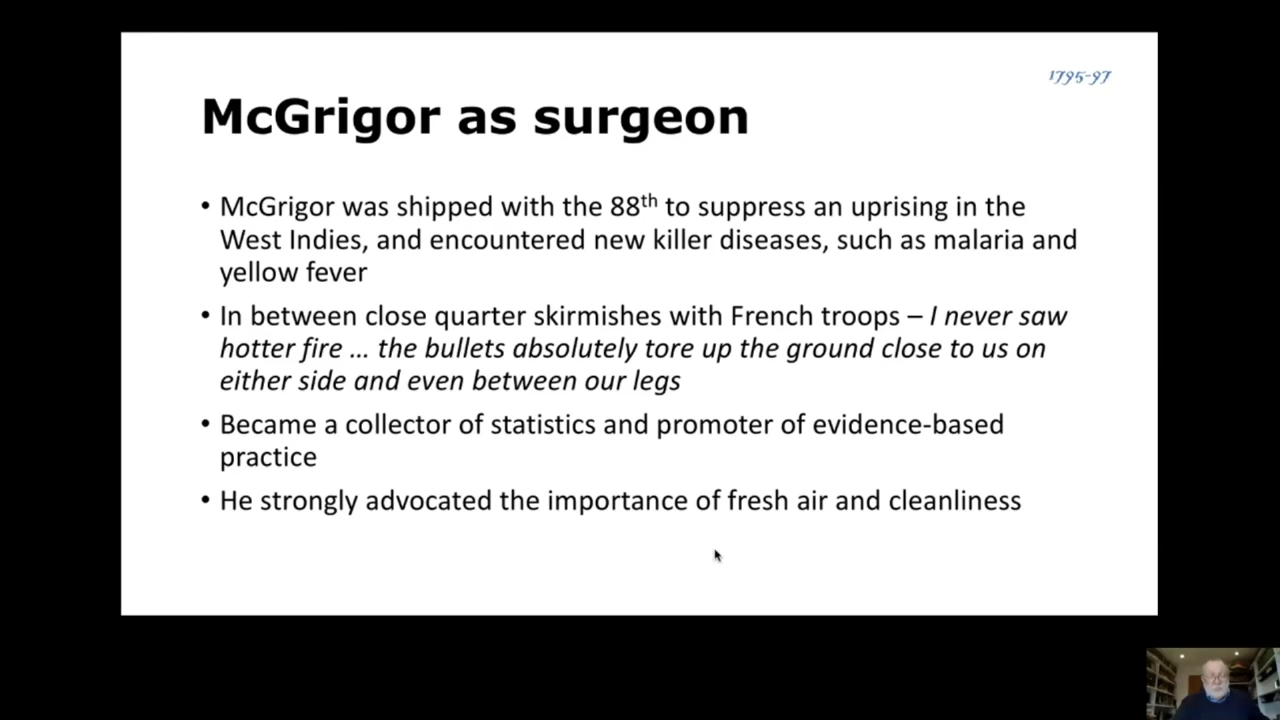 1795-97
McGrigor as surgeon
• McGrigor was shipped with the 88th to suppress an uprising in the
West Indies, and encountered new killer diseases, such as malaria and
yellow fever
• In between close quarter skirmishes with French troops – I never saw
hotter fire … the bullets absolutely tore up the ground close to us on
either side and even between our legs
• Became a collector of statistics and promoter of evidence-based
practice
• He strongly advocated the importance of fresh air and cleanliness